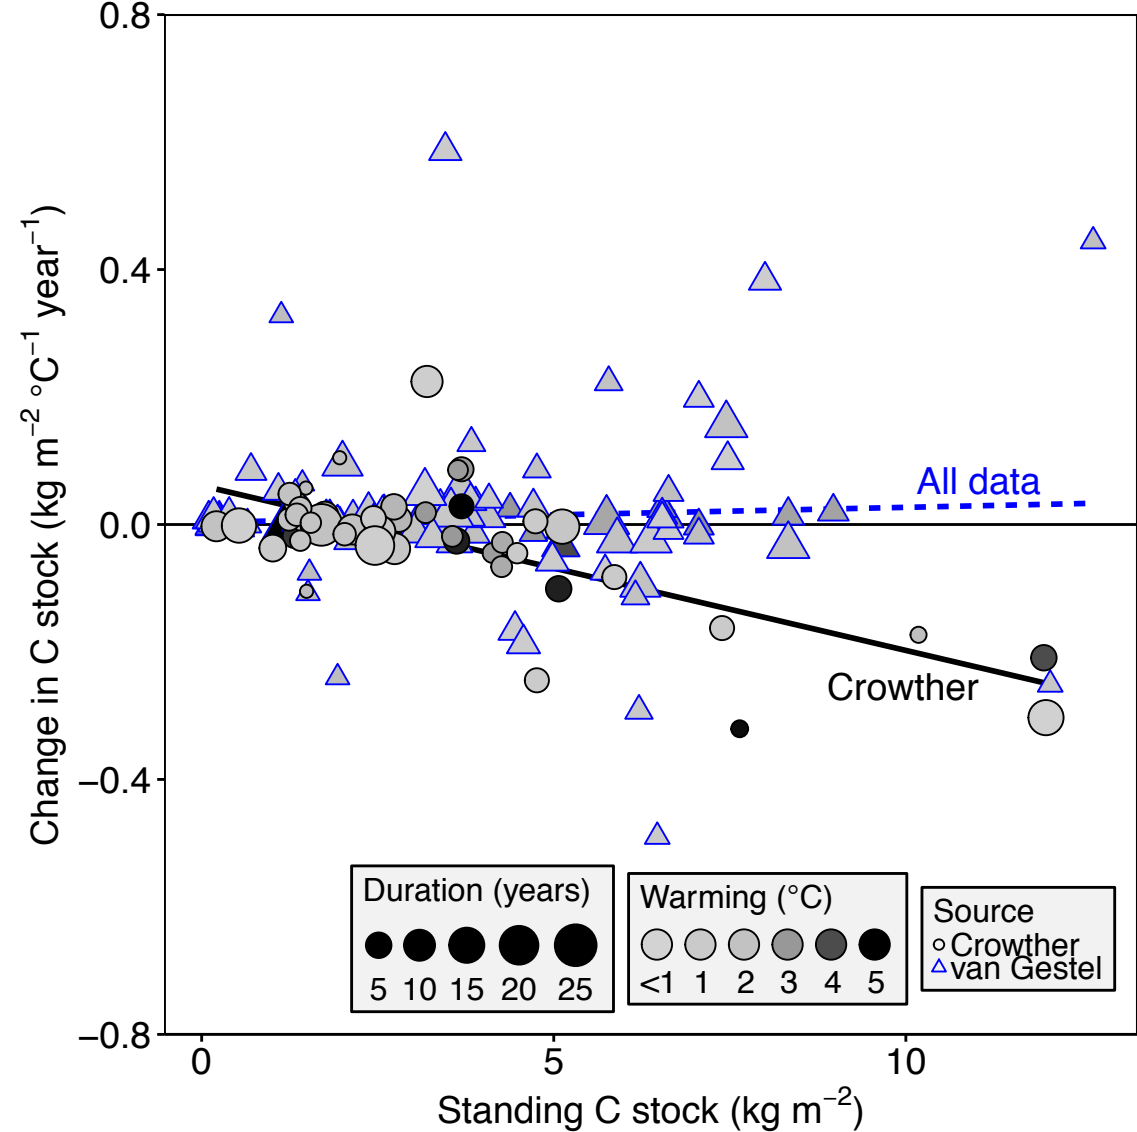 0.8
0.4
0.0
−0.4
−0.8
Change in C stock (kg m⁻² °C⁻¹ year⁻¹)
All data
Crowther
Duration (years)
5 10 15 20 25
Warming (°C)
<1 1 2 3 4 5
Source
Crowther
van Gestel
0 5 10
Standing C stock (kg m⁻²)